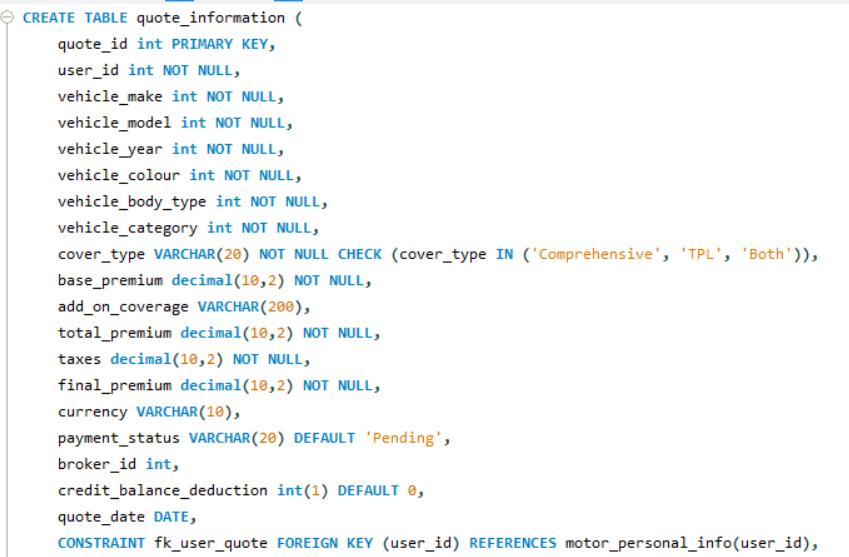 CREATE TABLE quote_information (
quote_id int PRIMARY KEY,
user_id int NOT NULL,
vehicle_make int NOT NULL,
vehicle_model int NOT NULL,
vehicle_year int NOT NULL,
vehicle_colour int NOT NULL,
vehicle_body_type int NOT NULL,
vehicle_category int NOT NULL,
cover_type VARCHAR(20) NOT NULL CHECK (cover_type IN ('Comprehensive', 'TPL', 'Both')),
base_premium decimal(10,2) NOT NULL,
add_on_coverage VARCHAR(200),
total_premium decimal(10,2) NOT NULL,
taxes decimal(10,2) NOT NULL,
final_premium decimal(10,2) NOT NULL,
currency VARCHAR(10),
payment_status VARCHAR(20) DEFAULT 'Pending',
broker_id int,
credit_balance_deduction int(1) DEFAULT 0,
quote_date DATE,
CONSTRAINT fk_user_quote FOREIGN KEY (user_id) REFERENCES motor_personal_info(user_id),